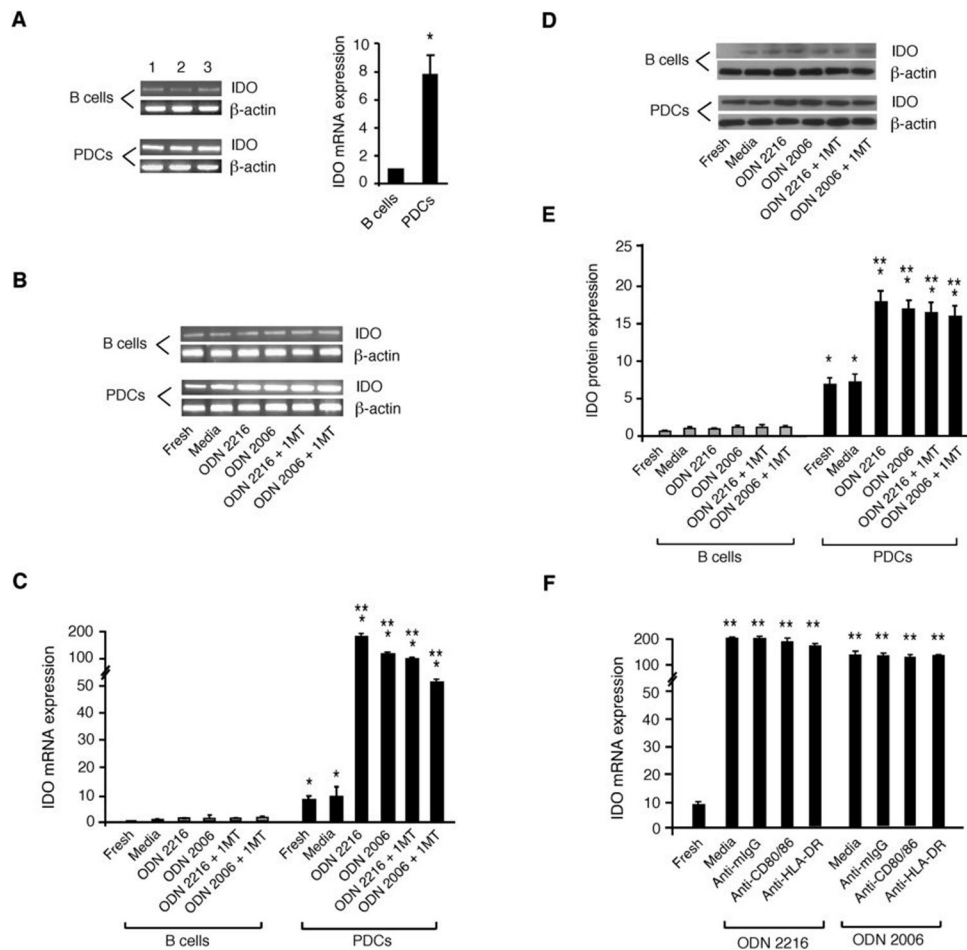 A
1 2 3
B cells
IDO
β-actin
PDCs
IDO
β-actin
IDO mRNA expression
10
8
6
4
2
0
*
B cells
PDCs
B
B cells
IDO
β-actin
PDCs
IDO
β-actin
Fresh
Media
ODN 2216
ODN 2006
ODN 2216 + 1MT
ODN 2006 + 1MT
C
IDO mRNA expression
200
100
50
40
30
20
10
0
* * ** * ** * ** * ** *
Fresh
Media
ODN 2216
ODN 2006
ODN 2216 + 1MT
ODN 2006 + 1MT
Fresh
Media
ODN 2216
ODN 2006
ODN 2216 + 1MT
ODN 2006 + 1MT
B cells
PDCs
D
B cells
IDO
β-actin
PDCs
IDO
β-actin
Fresh
Media
ODN 2216
ODN 2006
ODN 2216 + 1MT
ODN 2006 + 1MT
E
IDO protein expression
25
20
15
10
5
0
* * ** * ** * ** * ** *
Fresh
Media
ODN 2216
ODN 2006
ODN 2216 + 1MT
ODN 2006 + 1MT
Fresh
Media
ODN 2216
ODN 2006
ODN 2216 + 1MT
ODN 2006 + 1MT
B cells
PDCs
F
IDO mRNA expression
200
100
50
40
30
20
10
0
** ** ** ** ** ** ** **
Fresh
Media
Anti-mIgG
Anti-CD80/86
Anti-HLA-DR
Media
Anti-mIgG
Anti-CD80/86
Anti-HLA-DR
ODN 2216
ODN 2006